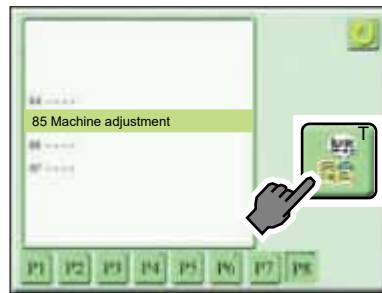 84 -----
85 Machine adjustment
86 -----
87 -----
T
P1 P2 P3 P4 P5 P6 P7 P8